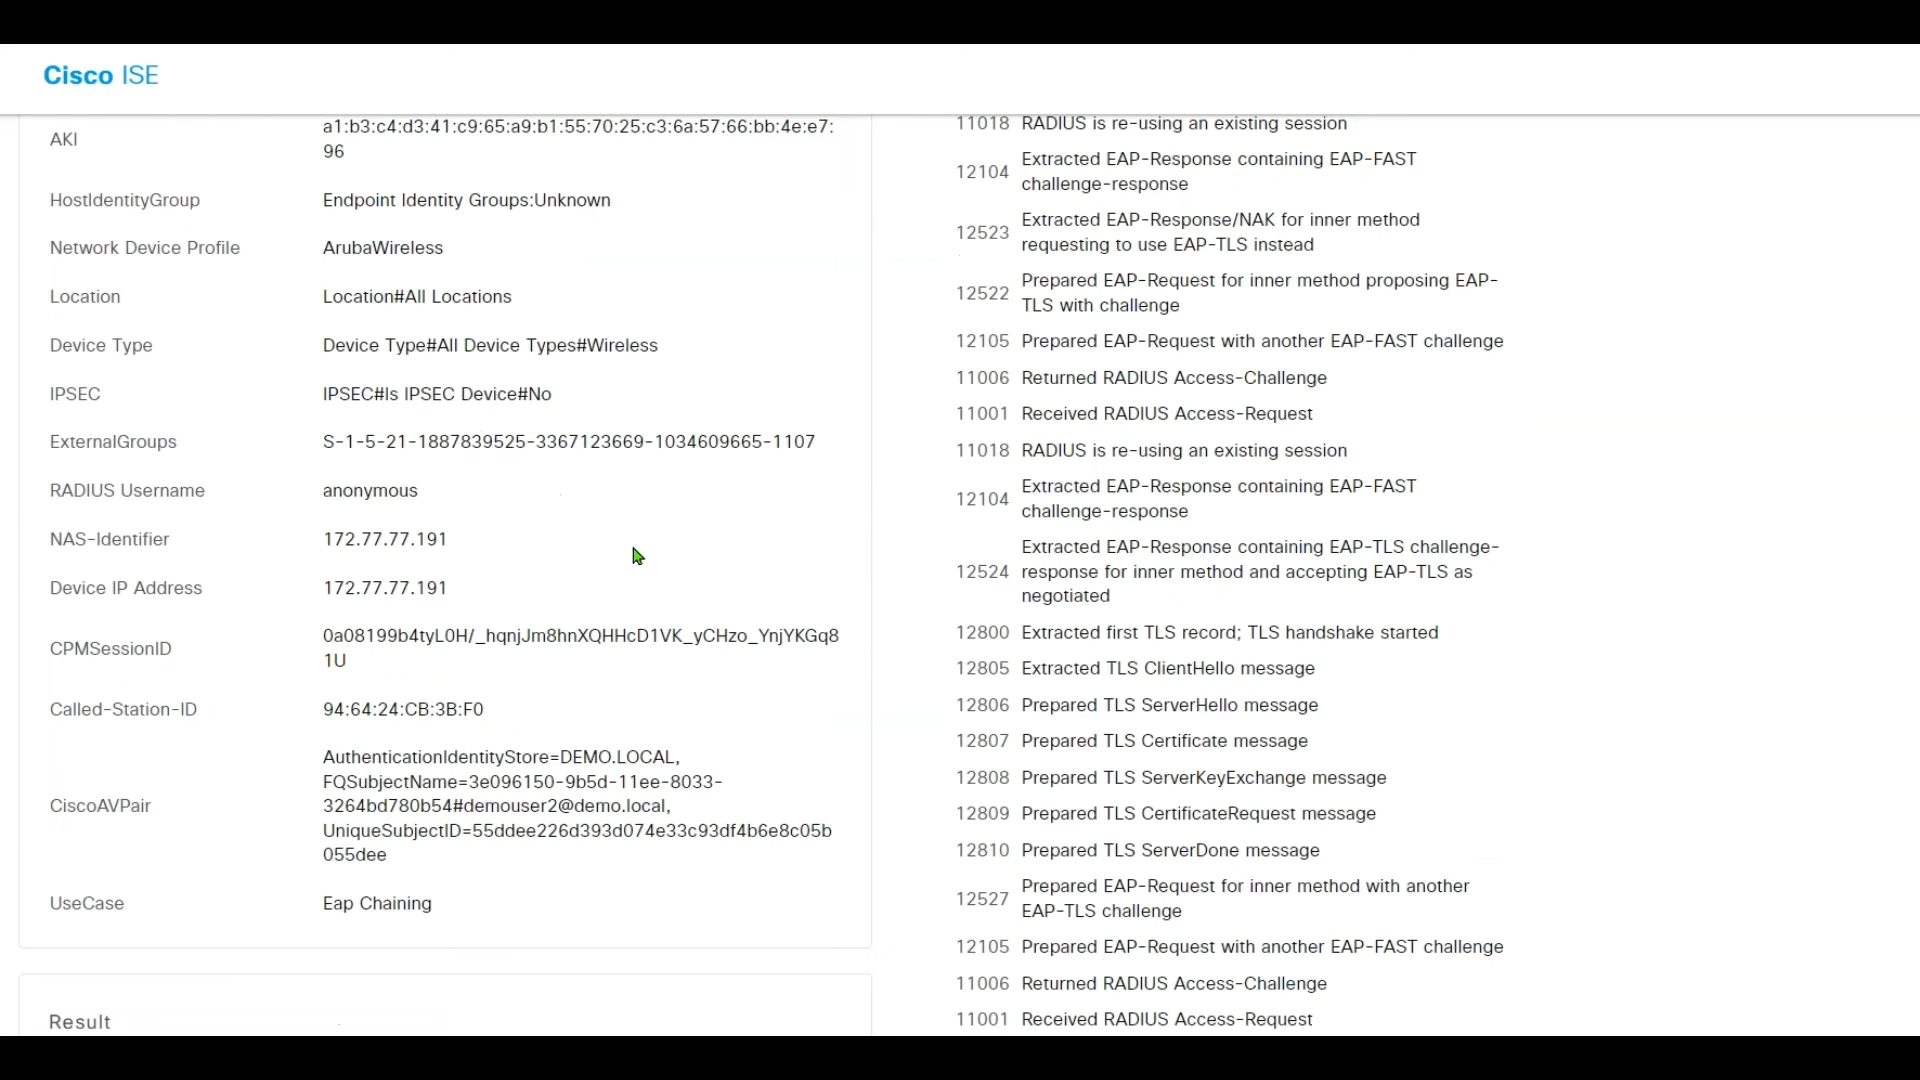 Cisco ISE
AKI
a1:b3:c4:d3:41:c9:65:a9:b1:55:70:25:c3:6a:57:66:bb:4e:e7:
96
HostIdentityGroup
Endpoint Identity Groups:Unknown
Network Device Profile
ArubaWireless
Location
Location#All Locations
Device Type
Device Type#All Device Types#Wireless
IPSEC
IPSEC#Is IPSEC Device#No
ExternalGroups
S-1-5-21-1887839525-3367123669-1034609665-1107
RADIUS Username
anonymous
NAS-Identifier
172.77.77.191
Device IP Address
172.77.77.191
CPMSessionID
0a08199b4tyL0H/_hqnjJm8hnXQHHcD1VK_yCHzo_YnjYKGq8
1U
Called-Station-ID
94:64:24:CB:3B:F0
CiscoAVPair
AuthenticationIdentityStore=DEMO.LOCAL,
FQSubjectName=3e096150-9b5d-11ee-8033-
3264bd780b54#demouser2@demo.local,
UniqueSubjectID=55ddee226d393d074e33c93df4b6e8c05b
055dee
UseCase
Eap Chaining
Result
11018 RADIUS is re-using an existing session
12104 Extracted EAP-Response containing EAP-FAST
challenge-response
12523 Extracted EAP-Response/NAK for inner method
requesting to use EAP-TLS instead
12522 Prepared EAP-Request for inner method proposing EAP-
TLS with challenge
12105 Prepared EAP-Request with another EAP-FAST challenge
11006 Returned RADIUS Access-Challenge
11001 Received RADIUS Access-Request
11018 RADIUS is re-using an existing session
12104 Extracted EAP-Response containing EAP-FAST
challenge-response
12524 Extracted EAP-Response containing EAP-TLS challenge-
response for inner method and accepting EAP-TLS as
negotiated
12800 Extracted first TLS record; TLS handshake started
12805 Extracted TLS ClientHello message
12806 Prepared TLS ServerHello message
12807 Prepared TLS Certificate message
12808 Prepared TLS ServerKeyExchange message
12809 Prepared TLS CertificateRequest message
12810 Prepared TLS ServerDone message
12527 Prepared EAP-Request for inner method with another
EAP-TLS challenge
12105 Prepared EAP-Request with another EAP-FAST challenge
11006 Returned RADIUS Access-Challenge
11001 Received RADIUS Access-Request